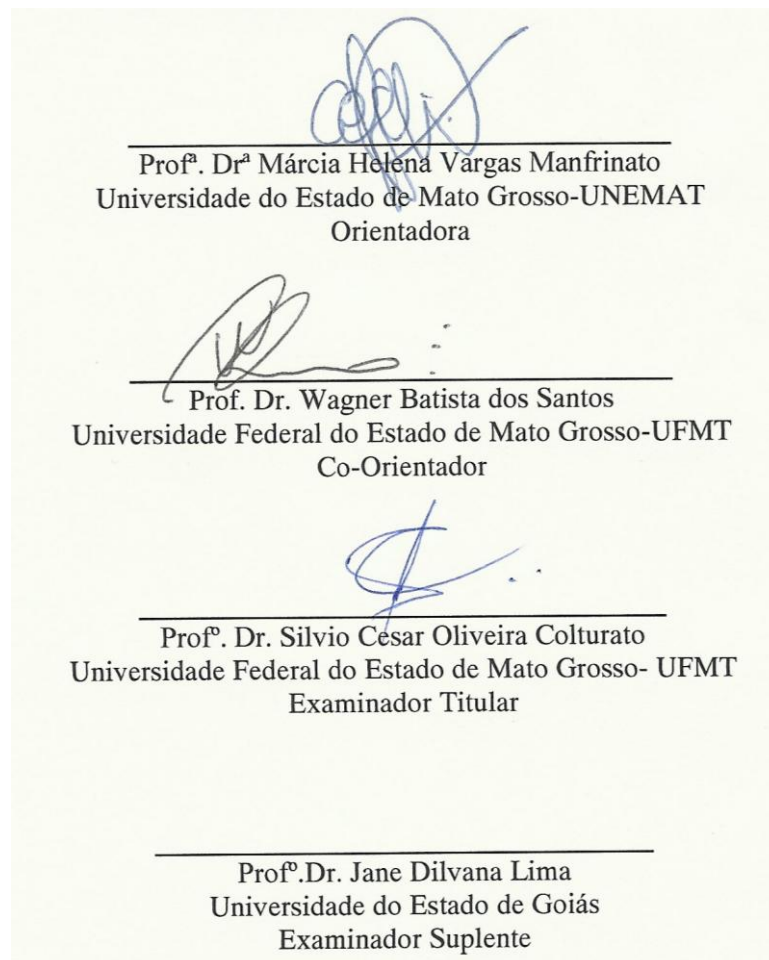 Profª. Drª Márcia Helena Vargas Manfrinato
Universidade do Estado de Mato Grosso-UNEMAT
Orientadora
Prof. Dr. Wagner Batista dos Santos
Universidade Federal do Estado de Mato Grosso-UFMT
Co-Orientador
Profº. Dr. Silvio Cesar Oliveira Colturato
Universidade Federal do Estado de Mato Grosso- UFMT
Examinador Titular
Profº.Dr. Jane Dilvana Lima
Universidade do Estado de Goiás
Examinador Suplente